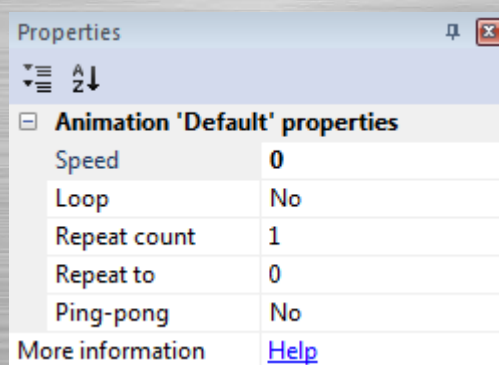 Properties
Animation 'Default' properties
Speed 0
Loop No
Repeat count 1
Repeat to 0
Ping-pong No
More information Help